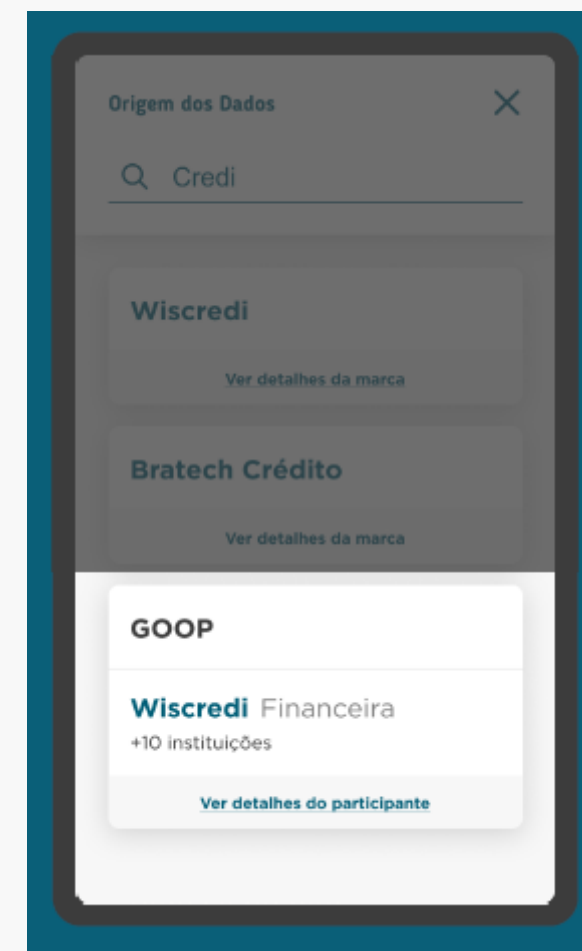 Origem dos Dados
Credi
Wiscredi
Ver detalhes da marca
Bratech Crédito
Ver detalhes da marca
GOOP
Wiscredi Financeira
+10 instituições
Ver detalhes do participante